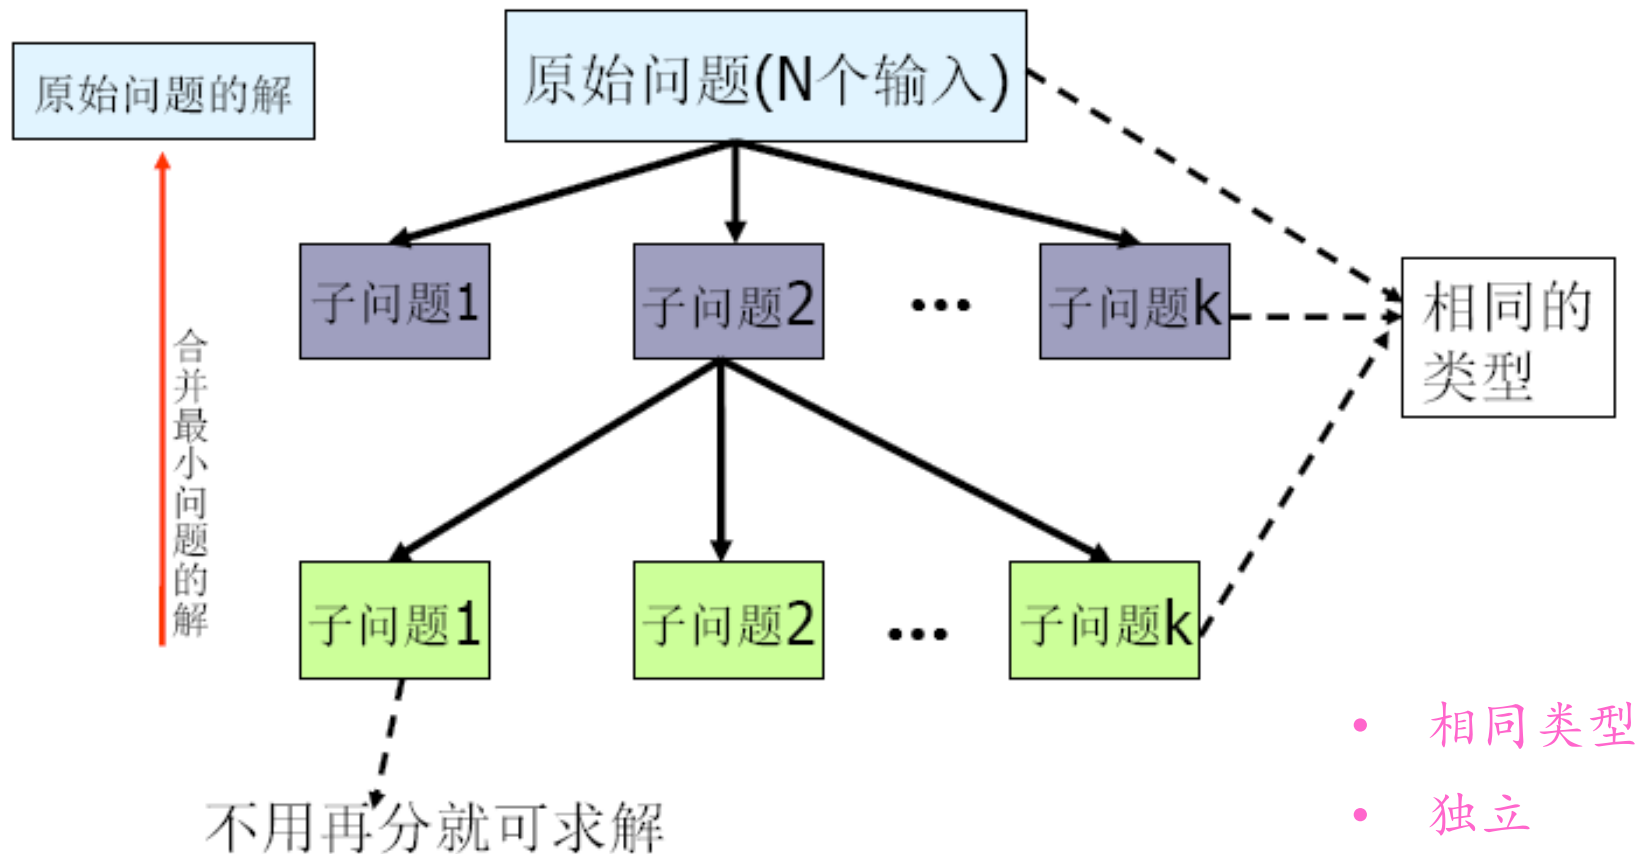 原始问题的解
原始问题(N个输入)
子问题1
子问题2
...
子问题k
相同的
类型
合并最小问题的解
子问题1
子问题2
...
子问题k
不用再分就可求解
• 相同类型
• 独立